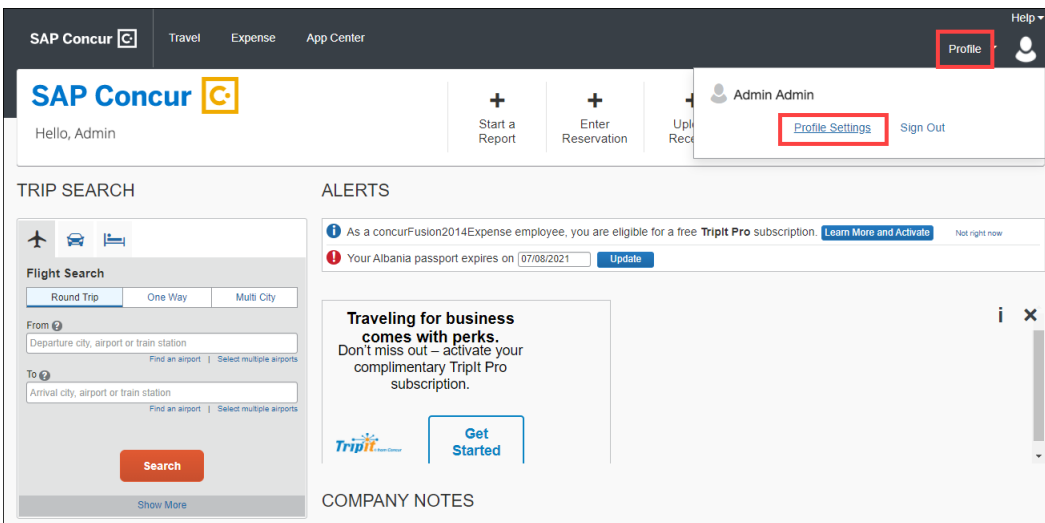 Help
SAP Concur
Travel
Expense
App Center
Profile
SAP Concur
Hello, Admin
+
Start a
Report
+
Enter
Reservation
Admin Admin
Profile Settings
Sign Out
TRIP SEARCH
Flight Search
Round Trip
One Way
Multi City
From
Departure city, airport or train station
Find an airport | Select multiple airports
To
Arrival city, airport or train station
Find an airport | Select multiple airports
Search
Show More
ALERTS
As a concurFusion2014Expense employee, you are eligible for a free TripIt Pro subscription. Learn More and Activate Not right now
Your Albania passport expires on 07/08/2021 Update
Traveling for business
comes with perks.
Don't miss out – activate your
complimentary TripIt Pro
subscription.
TripIt
Get
Started
COMPANY NOTES